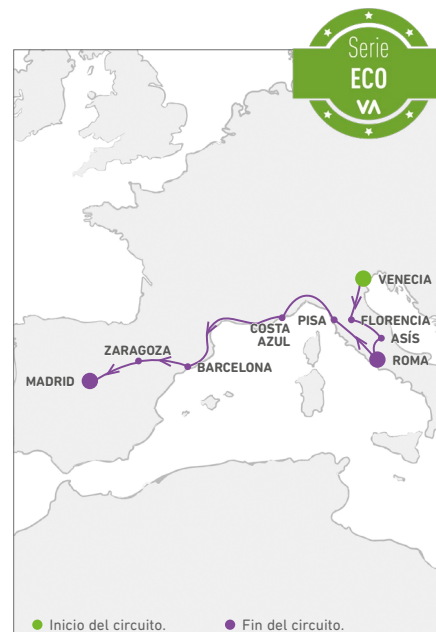 Serie
ECO
VA
VENECIA
FLORENCIA
PISA
COSTA
AZUL
ASÍS
ROMA
ZARAGOZA
BARCELONA
MADRID
Inicio del circuito.
Fin del circuito.